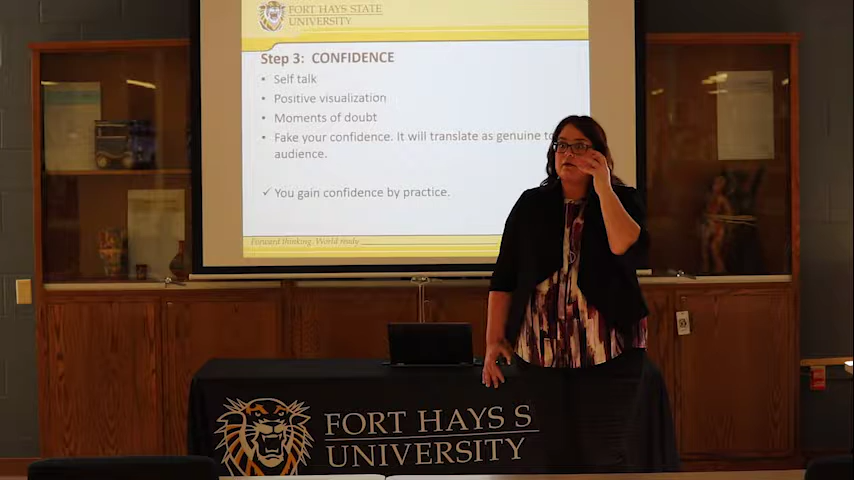 FORT HAYS STATE
UNIVERSITY
Step 3: CONFIDENCE
• Self talk
• Positive visualization
• Moments of doubt
• Fake your confidence. It will translate as genuine to
audience.
✓ You gain confidence by practice.
Forward thinking. World ready.
FORT HAYS S
UNIVERSITY